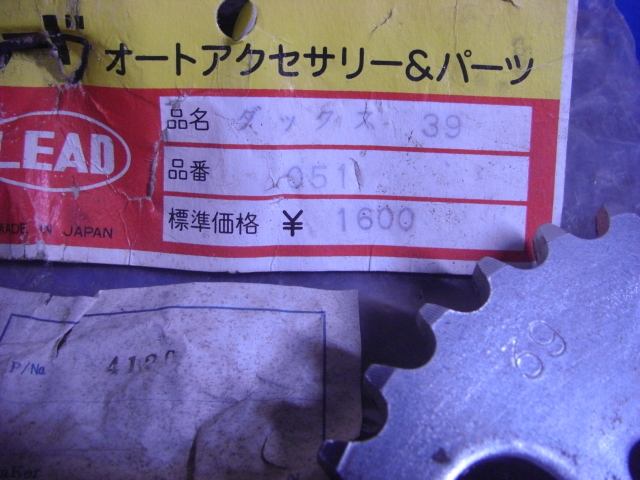 オートアクセサリー&パーツ
品名 ダックス 39
LEAD
品番 051
標準価格 ¥ 1600
MADE IN JAPAN
39
P/No